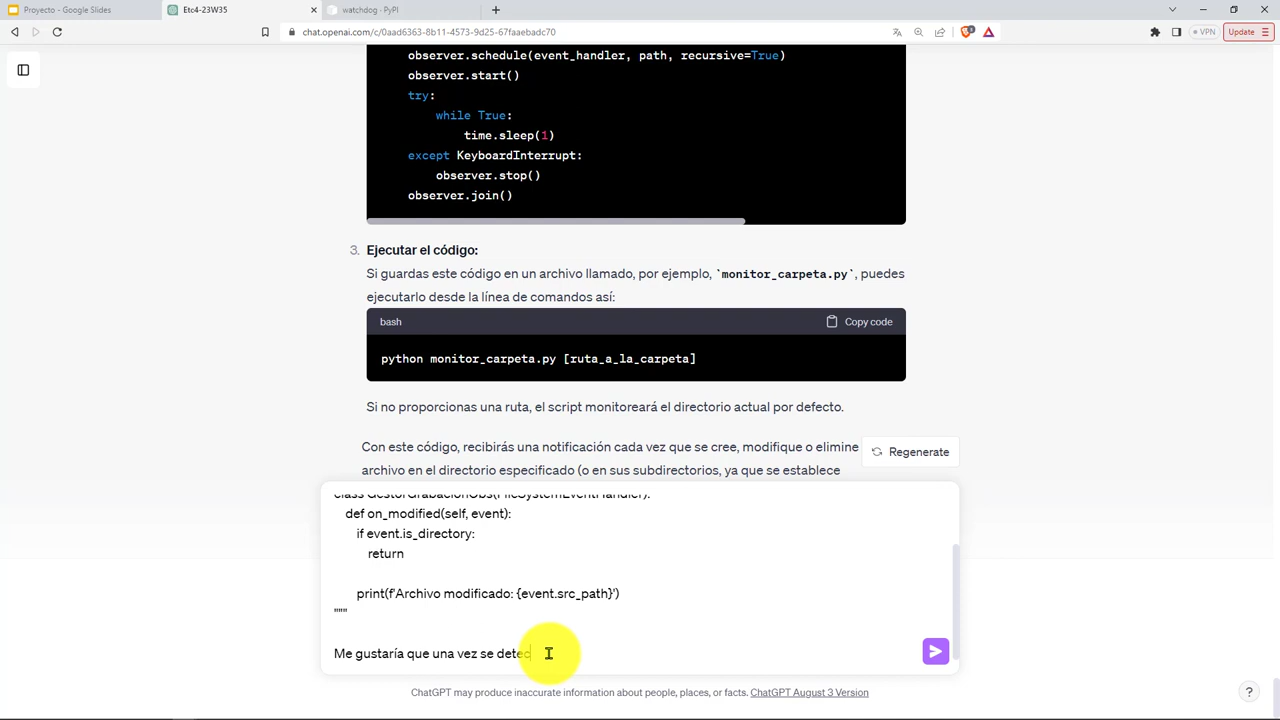 Proyecto - Google Slides
Etc4-23W35
watchdog - PyPI
chat.openai.com/c/0aad6363-8b11-4573-9d25-67faaebadc70
VPN
Update
observer.schedule(event_handler, path, recursive=True)
observer.start()
try:
while True:
time.sleep(1)
except KeyboardInterrupt:
observer.stop()
observer.join()
3. Ejecutar el código:
Si guardas este código en un archivo llamado, por ejemplo, `monitor_carpeta.py`, puedes
ejecutarlo desde la línea de comandos así:
bash
Copy code
python monitor_carpeta.py [ruta_a_la_carpeta]
Si no proporcionas una ruta, el script monitoreará el directorio actual por defecto.
Con este código, recibirás una notificación cada vez que se cree, modifique o elimine
archivo en el directorio especificado (o en sus subdirectorios, ya que se establece
Regenerate
class GestorGrabacionObs(FileSystemEventHandler):
def on_modified(self, event):
if event.is_directory:
return
print(f'Archivo modificado: {event.src_path}')
"""
Me gustaría que una vez se detec
ChatGPT may produce inaccurate information about people, places, or facts. ChatGPT August 3 Version
?